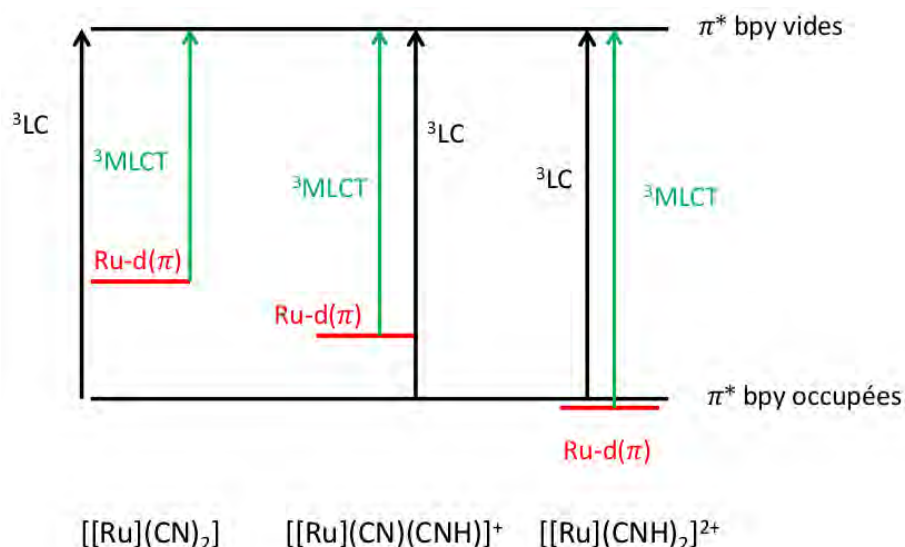 π* bpy vides
³LC
³MLCT
Ru-d(π)
³MLCT
³LC
Ru-d(π)
³LC
³MLCT
π* bpy occupées
Ru-d(π)
[[Ru](CN)₂]
[[Ru](CN)(CNH)]⁺
[[Ru](CNH)₂]²⁺